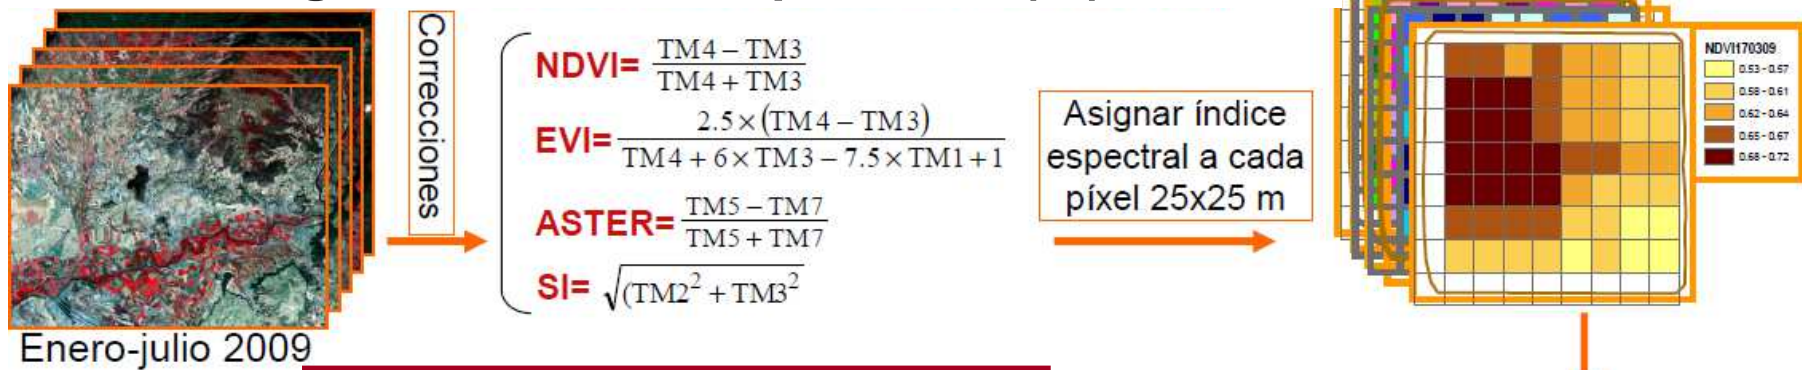 Enero-julio 2009
Correcciones
NDVI= TM4 – TM3 / TM4 + TM3
EVI= 2.5 × (TM4 – TM3) / TM4 + 6 × TM3 – 7.5 × TM1 + 1
ASTER= TM5 – TM7 / TM5 + TM7
SI= √(TM2² + TM3²
Asignar índice
espectral a cada
píxel 25x25 m
NDVI170309
0.53 - 0.57
0.58 - 0.61
0.62 - 0.64
0.65 - 0.67
0.68 - 0.72